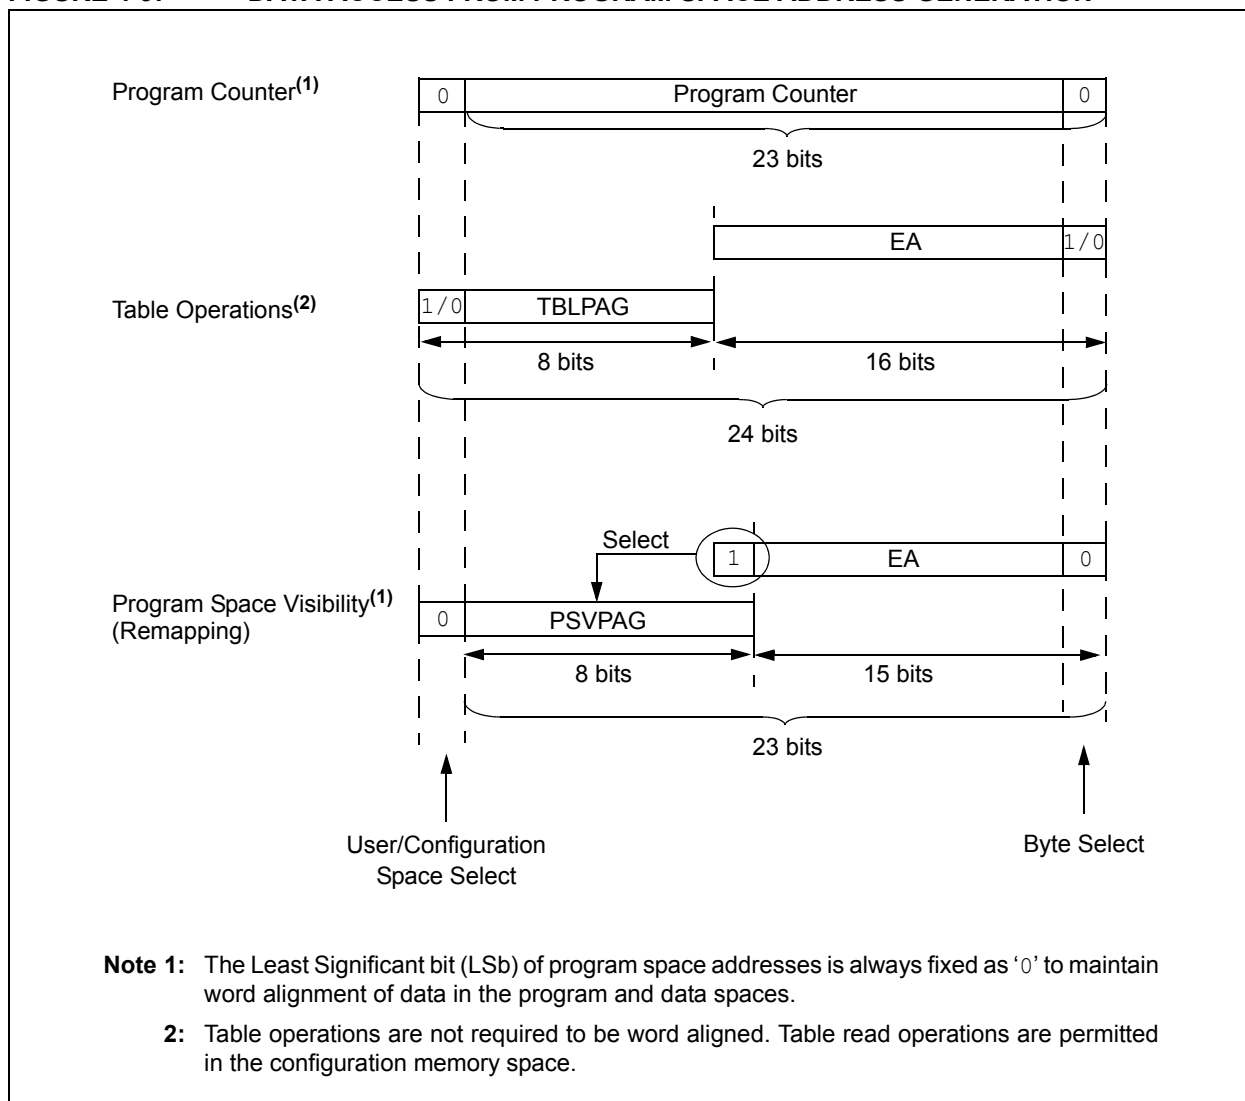 Program Counter(1)
0 Program Counter 0
23 bits
EA 1/0
Table Operations(2)
1/0 TBLPAG
8 bits 16 bits
24 bits
Select
1 EA 0
Program Space Visibility(1)
(Remapping)
0 PSVPAG
8 bits 15 bits
23 bits
User/Configuration
Space Select
Byte Select
Note 1: The Least Significant bit (LSb) of program space addresses is always fixed as ‘0’ to maintain
word alignment of data in the program and data spaces.
2: Table operations are not required to be word aligned. Table read operations are permitted
in the configuration memory space.